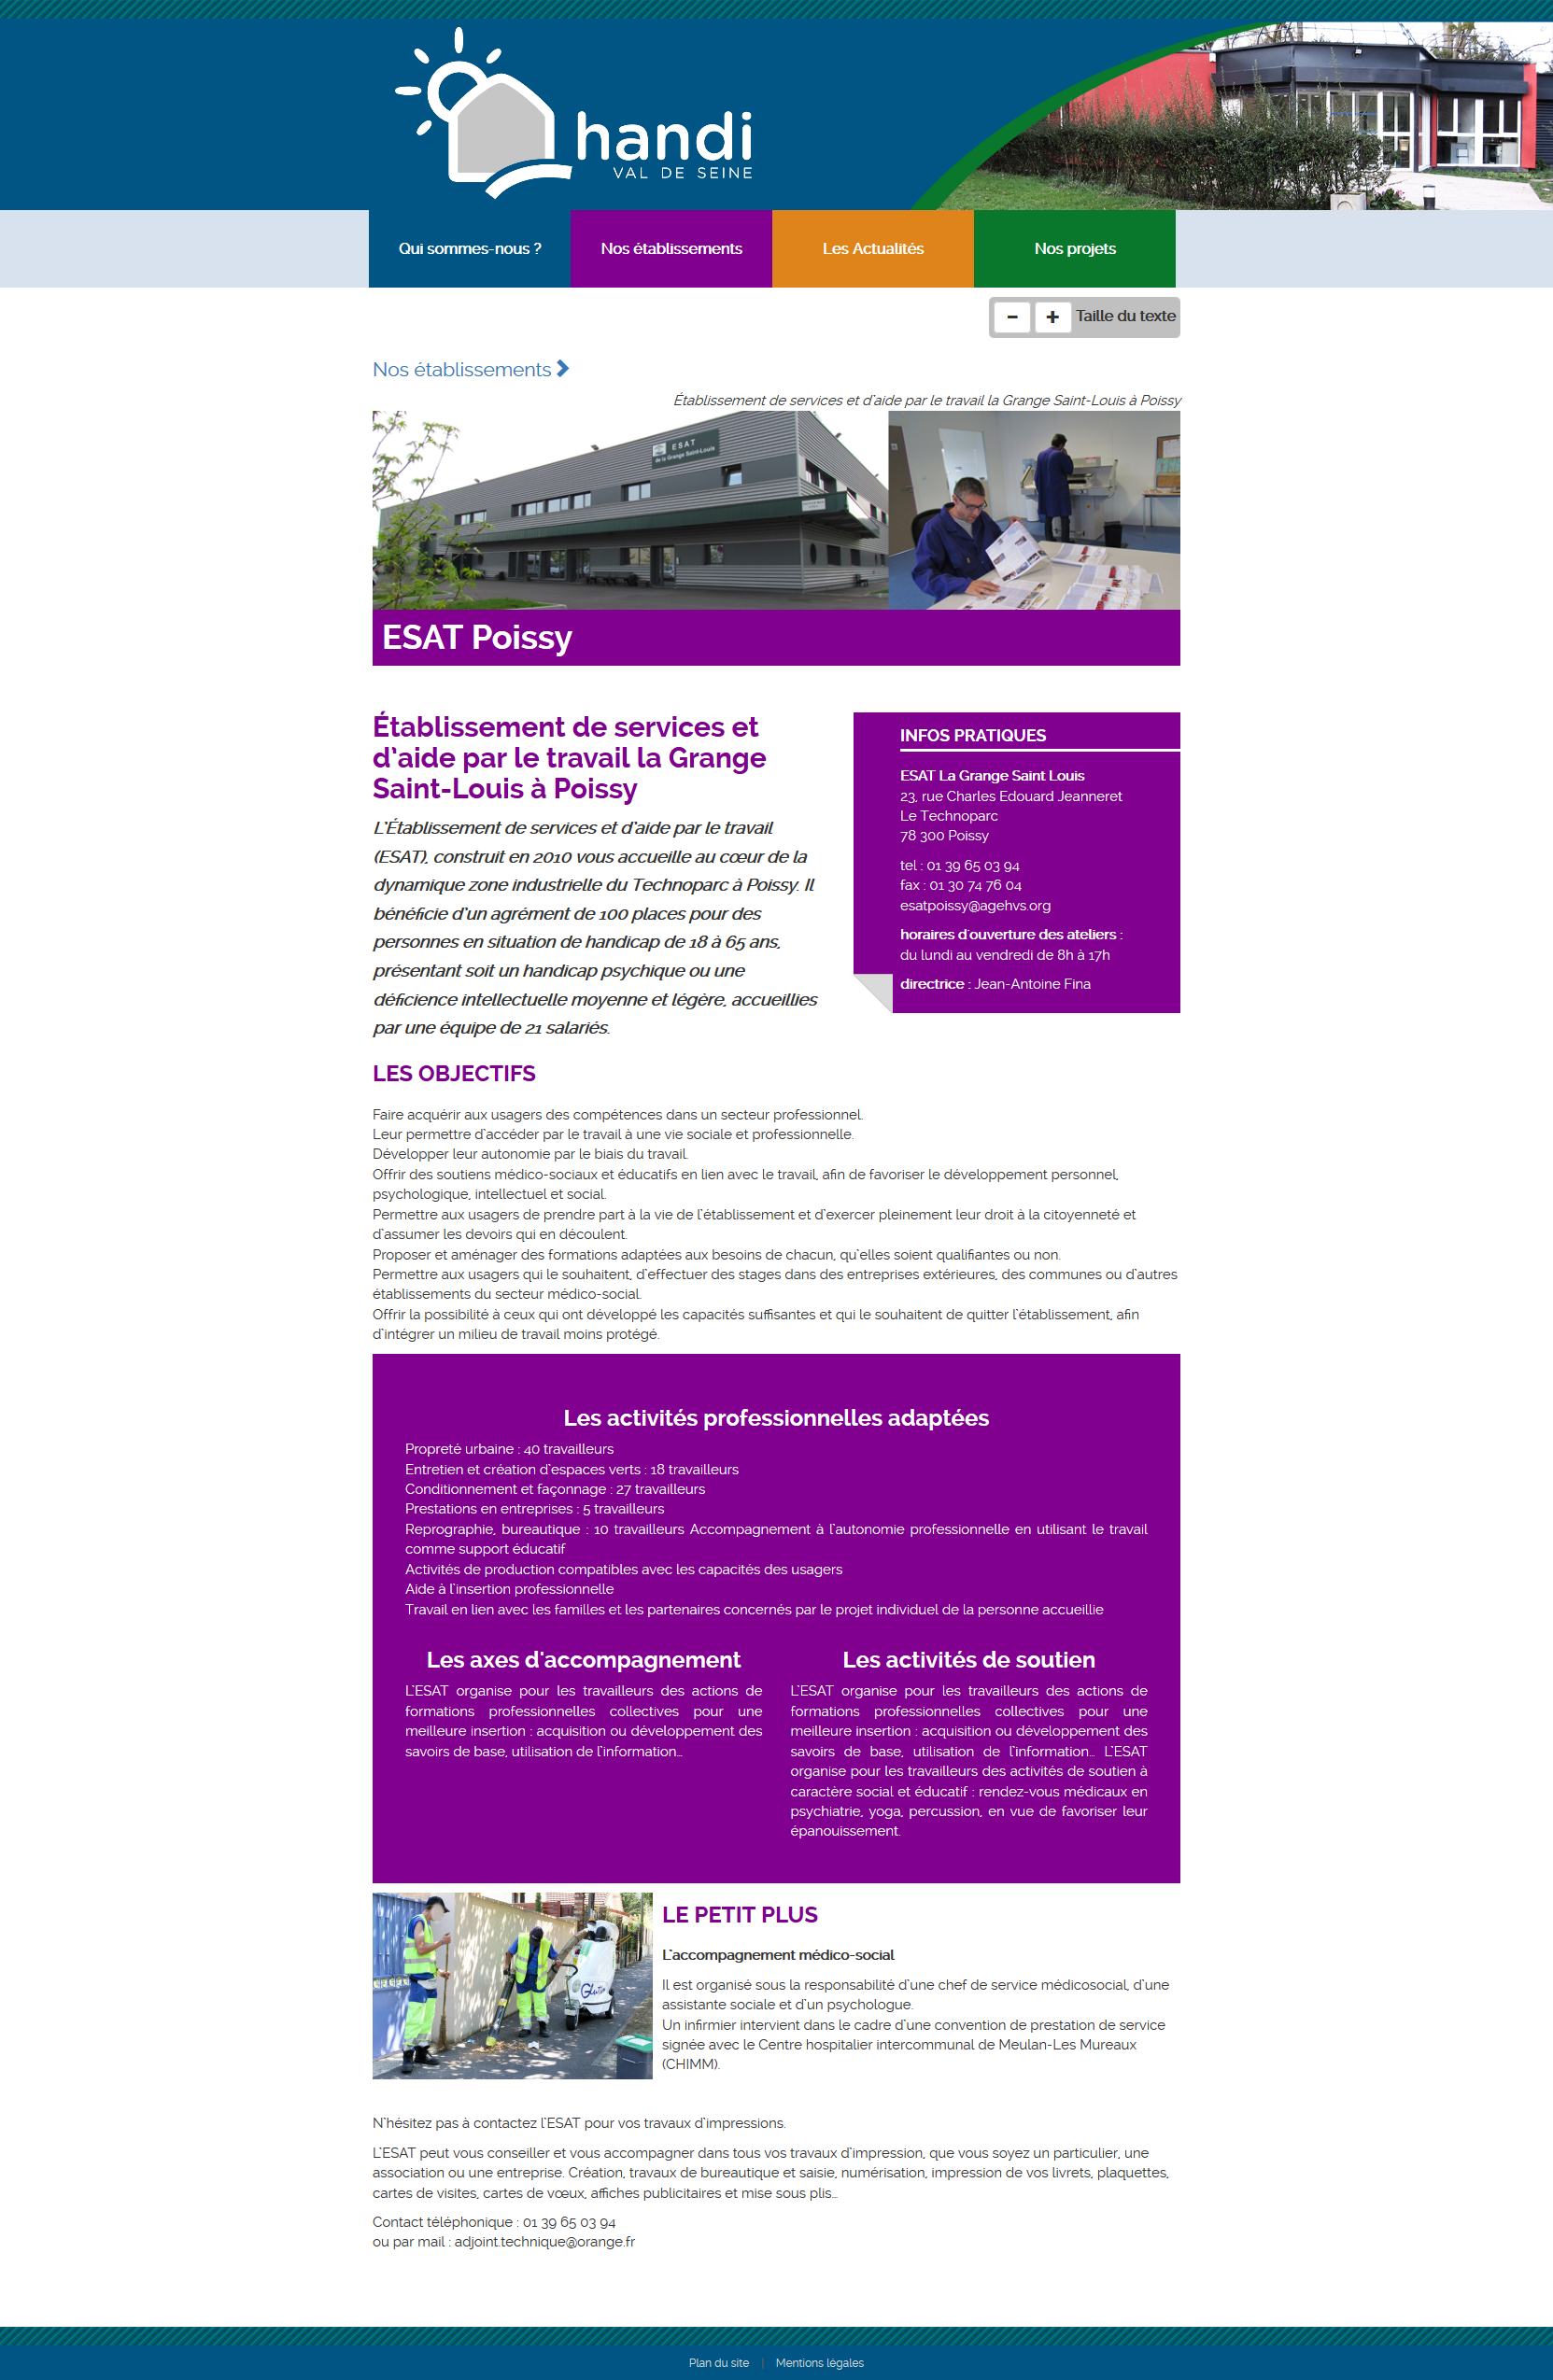 handi
VAL DE SEINE
Qui sommes-nous ?
Nos établissements
Les Actualités
Nos projets
- + Taille du texte
Nos établissements
Établissement de services et d'aide par le travail la Grange Saint-Louis à Poissy
ESAT
de la Grange Saint-Louis
Glutton
ESAT Poissy
Établissement de services et
d'aide par le travail la Grange
Saint-Louis à Poissy
L'Établissement de services et d'aide par le travail
(ESAT), construit en 2010 vous accueille au cœur de la
dynamique zone industrielle du Technoparc à Poissy. Il
bénéficie d'un agrément de 100 places pour des
personnes en situation de handicap de 18 à 65 ans,
présentant soit un handicap psychique ou une
déficience intellectuelle moyenne et légère, accueillies
par une équipe de 21 salariés.
INFOS PRATIQUES
ESAT La Grange Saint Louis
23, rue Charles Edouard Jeanneret
Le Technoparc
78 300 Poissy
tel : 01 39 65 03 94
fax : 01 30 74 76 04
esatpoissy@agehvs.org
horaires d'ouverture des ateliers :
du lundi au vendredi de 8h à 17h
directrice : Jean-Antoine Fina
LES OBJECTIFS
Faire acquérir aux usagers des compétences dans un secteur professionnel.
Leur permettre d'accéder par le travail à une vie sociale et professionnelle.
Développer leur autonomie par le biais du travail.
Offrir des soutiens médico-sociaux et éducatifs en lien avec le travail, afin de favoriser le développement personnel,
psychologique, intellectuel et social.
Permettre aux usagers de prendre part à la vie de l'établissement et d'exercer pleinement leur droit à la citoyenneté et
d'assumer les devoirs qui en découlent.
Proposer et aménager des formations adaptées aux besoins de chacun, qu'elles soient qualifiantes ou non.
Permettre aux usagers qui le souhaitent, d'effectuer des stages dans des entreprises extérieures, des communes ou d'autres
établissements du secteur médico-social.
Offrir la possibilité à ceux qui ont développé les capacités suffisantes et qui le souhaitent de quitter l'établissement, afin
d'intégrer un milieu de travail moins protégé.
Les activités professionnelles adaptées
Propreté urbaine : 40 travailleurs
Entretien et création d'espaces verts : 18 travailleurs
Conditionnement et façonnage : 27 travailleurs
Prestations en entreprises : 5 travailleurs
Reprographie, bureautique : 10 travailleurs Accompagnement à l'autonomie professionnelle en utilisant le travail
comme support éducatif
Activités de production compatibles avec les capacités des usagers
Aide à l'insertion professionnelle
Travail en lien avec les familles et les partenaires concernés par le projet individuel de la personne accueillie
Les axes d'accompagnement
L'ESAT organise pour les travailleurs des actions de
formations professionnelles collectives pour une
meilleure insertion : acquisition ou développement des
savoirs de base, utilisation de l'information…
Les activités de soutien
L'ESAT organise pour les travailleurs des actions de
formations professionnelles collectives pour une
meilleure insertion : acquisition ou développement des
savoirs de base, utilisation de l'information… L'ESAT
organise pour les travailleurs des activités de soutien à
caractère social et éducatif : rendez-vous médicaux en
psychiatrie, yoga, percussion, en vue de favoriser leur
épanouissement.
LE PETIT PLUS
L'accompagnement médico-social
Il est organisé sous la responsabilité d'une chef de service médicosocial, d'une
assistante sociale et d'un psychologue.
Un infirmier intervient dans le cadre d'une convention de prestation de service
signée avec le Centre hospitalier intercommunal de Meulan-Les Mureaux
(CHIMM).
N'hésitez pas à contactez l'ESAT pour vos travaux d'impressions.
L'ESAT peut vous conseiller et vous accompagner dans tous vos travaux d'impression, que vous soyez un particulier, une
association ou une entreprise. Création, travaux de bureautique et saisie, numérisation, impression de vos livrets, plaquettes,
cartes de visites, cartes de vœux, affiches publicitaires et mise sous plis…
Contact téléphonique : 01 39 65 03 94
ou par mail : adjoint.technique@orange.fr
Plan du site | Mentions légales